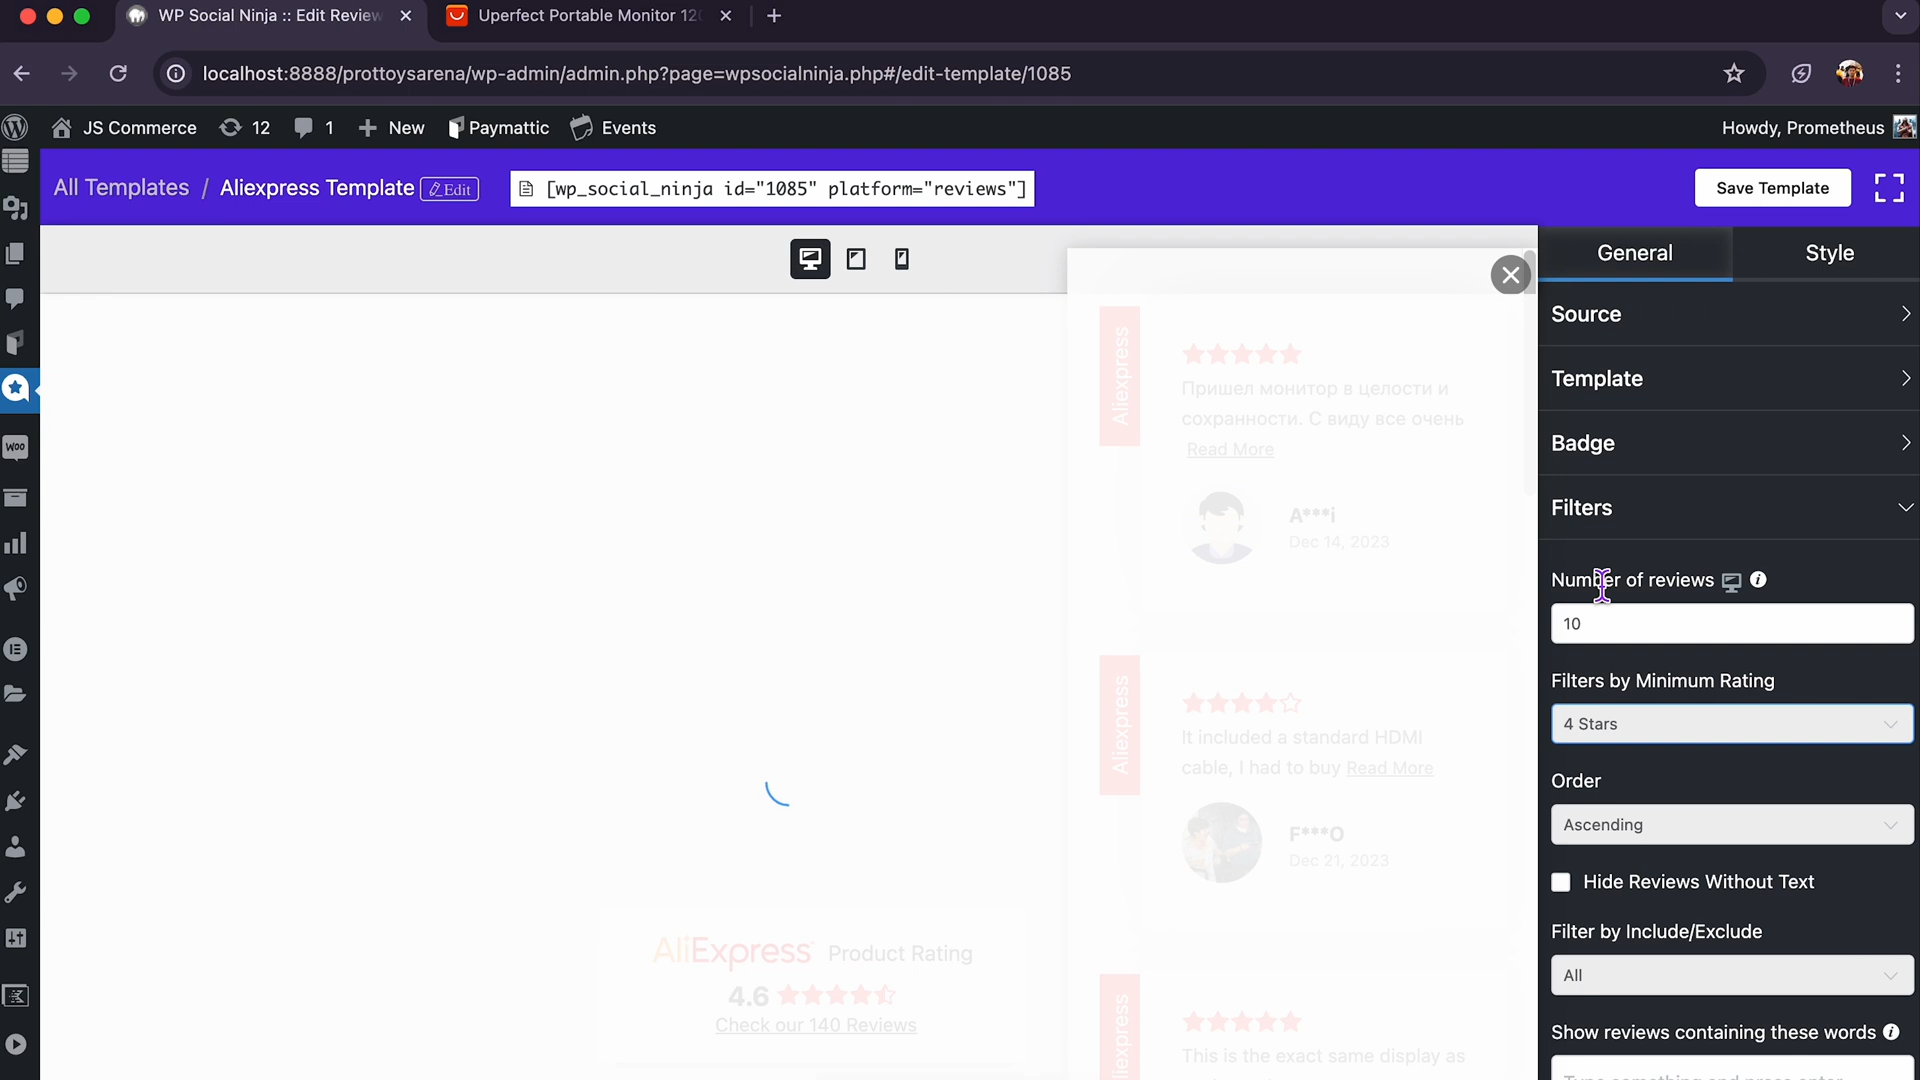 WP Social Ninja :: Edit Review
Uperfect Portable Monitor 120
localhost:8888/prottoysarena/wp-admin/admin.php?page=wpsocialninja.php#/edit-template/1085
JS Commerce
12
1
New
Paymattic
Events
Howdy, Prometheus
All Templates / Aliexpress Template
Edit
[wp_social_ninja id="1085" platform="reviews"]
Save Template
Woo
Aliexpress
Пришел монитор в целости и
сохранности. С виду все очень
Read More
A***i
Dec 14, 2023
Aliexpress
It included a standard HDMI
cable, I had to buy Read More
F***O
Dec 21, 2023
Aliexpress
This is the exact same display as
AliExpress Product Rating
4.6
Check our 140 Reviews
General
Style
Source
Template
Badge
Filters
Number of reviews
10
Filters by Minimum Rating
4 Stars
Order
Ascending
Hide Reviews Without Text
Filter by Include/Exclude
All
Show reviews containing these words